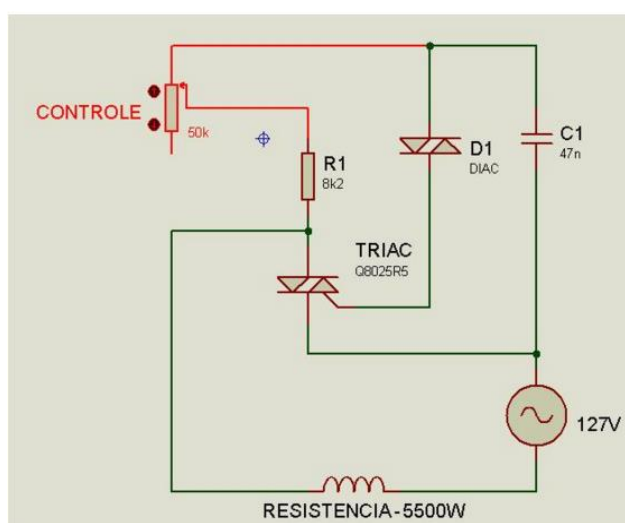 CONTROLE
50k
R1
8k2
D1
DIAC
C1
47n
TRIAC
Q8025R5
127V
RESISTENCIA-5500W